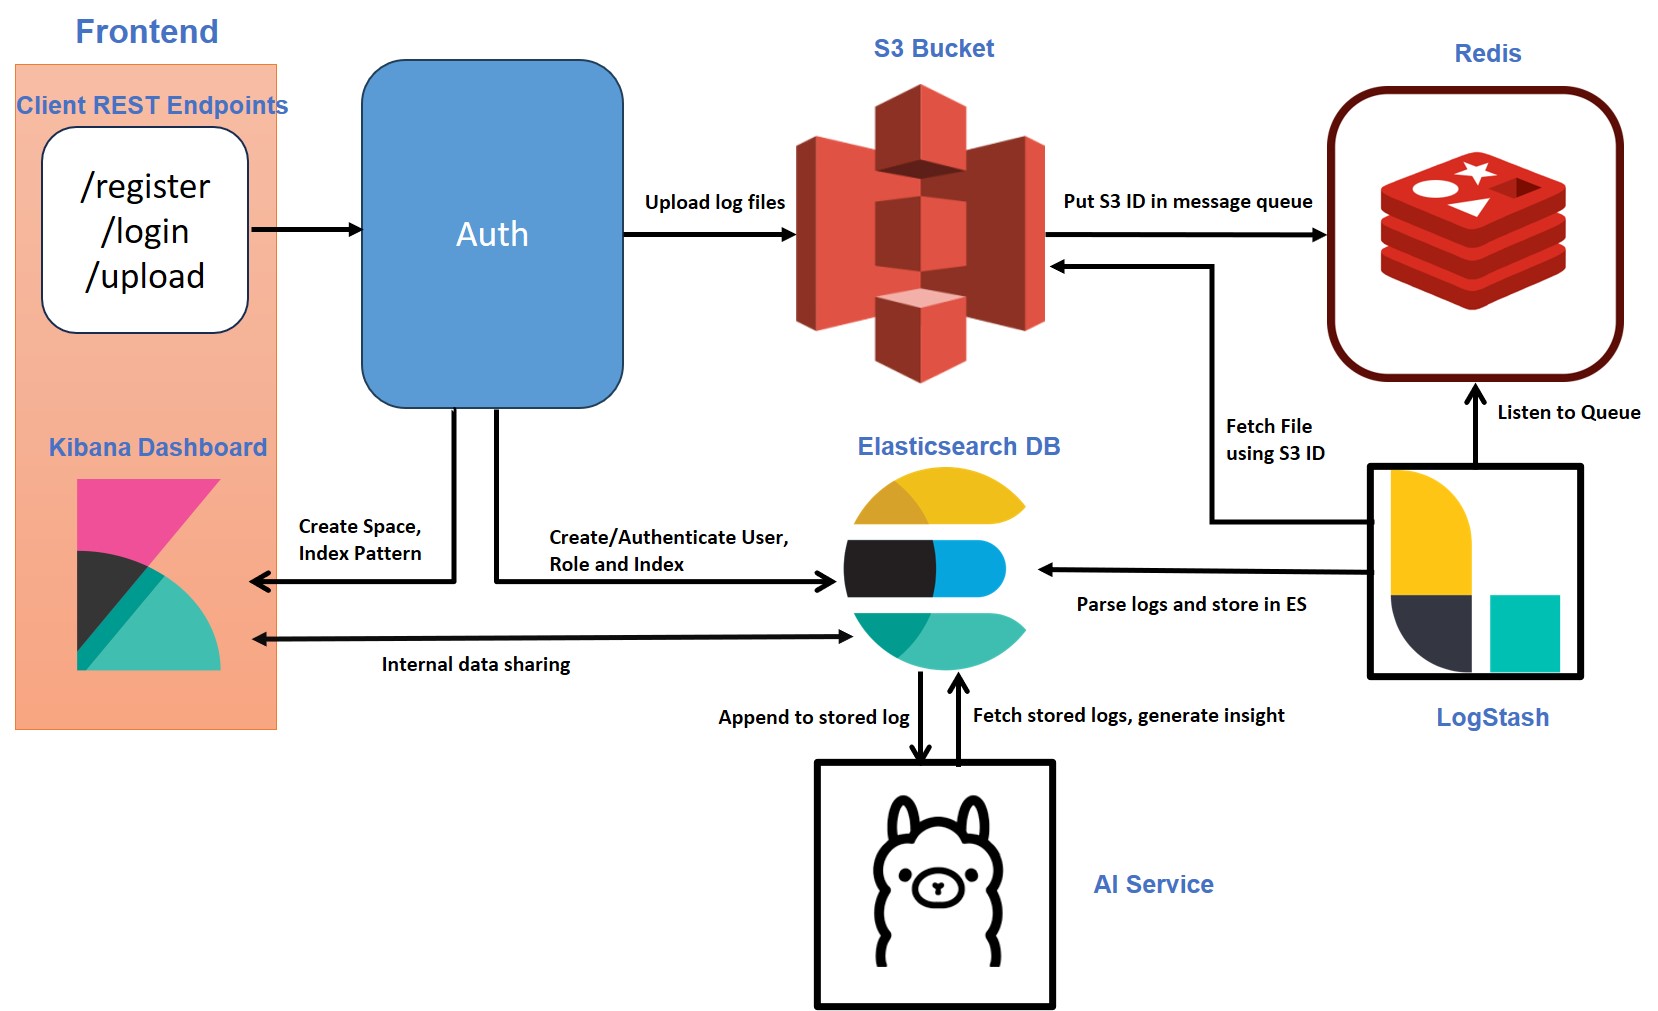 Frontend
Client REST Endpoints
/register
/login
/upload
Auth
Upload log files
S3 Bucket
Put S3 ID in message queue
Redis
Listen to Queue
Fetch File
using S3 ID
Kibana Dashboard
Create Space,
Index Pattern
Create/Authenticate User,
Role and Index
Elasticsearch DB
Parse logs and store in ES
Internal data sharing
LogStash
Append to stored log
Fetch stored logs, generate insight
AI Service